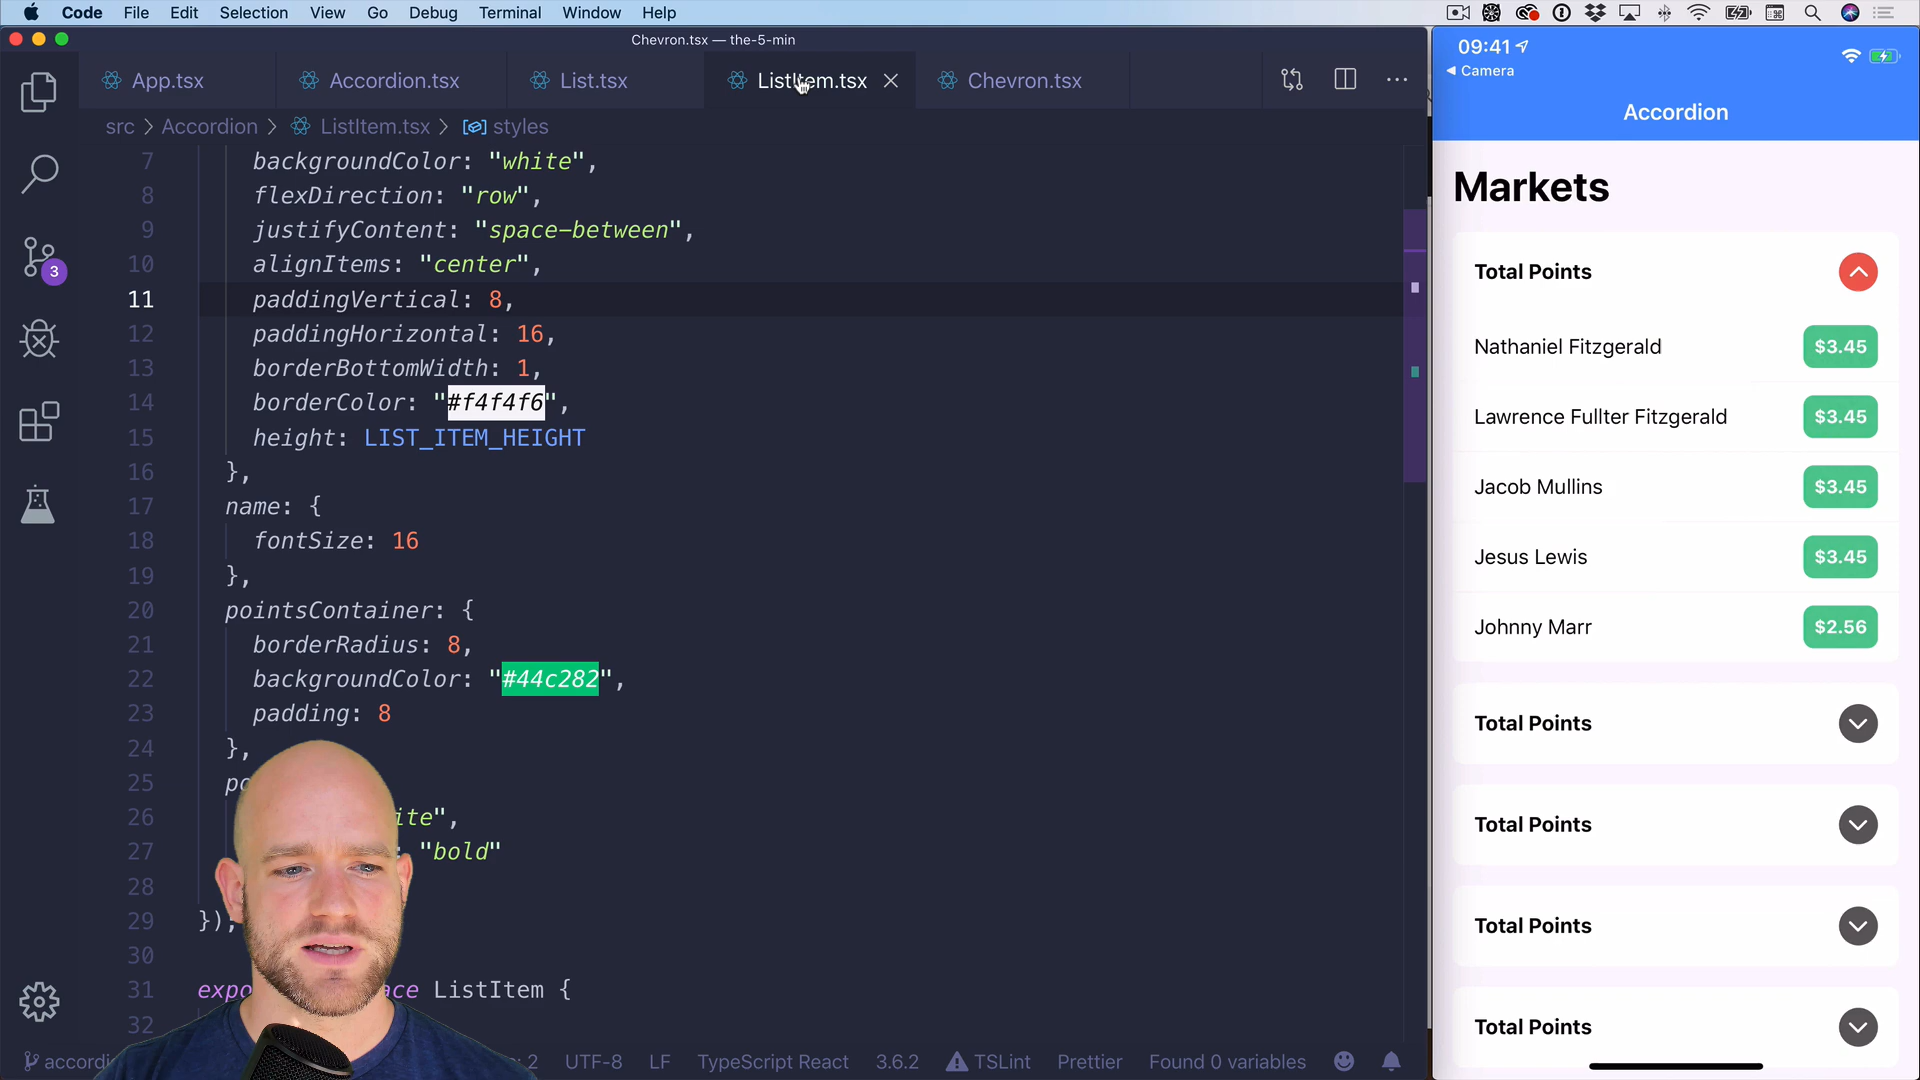 Code File Edit Selection View Go Debug Terminal Window Help
Chevron.tsx — the-5-min
App.tsx Accordion.tsx List.tsx ListItem.tsx Chevron.tsx
src > Accordion > ListItem.tsx > styles
7 backgroundColor: "white",
8 flexDirection: "row",
9 justifyContent: "space-between",
10 alignItems: "center",
11 paddingVertical: 8,
12 paddingHorizontal: 16,
13 borderBottomWidth: 1,
14 borderColor: "#f4f4f6",
15 height: LIST_ITEM_HEIGHT
16 },
17 name: {
18 fontSize: 16
19 },
20 pointsContainer: {
21 borderRadius: 8,
22 backgroundColor: "#44c282",
23 padding: 8
24 },
25
26 ite",
27 : "bold"
28
29 });
30
31 expo ace ListItem {
32
3
accordi : 2 UTF-8 LF TypeScript React 3.6.2 TSLint Prettier Found 0 variables
09:41
Camera
Accordion
Markets
Total Points
Nathaniel Fitzgerald $3.45
Lawrence Fullter Fitzgerald $3.45
Jacob Mullins $3.45
Jesus Lewis $3.45
Johnny Marr $2.56
Total Points
Total Points
Total Points
Total Points